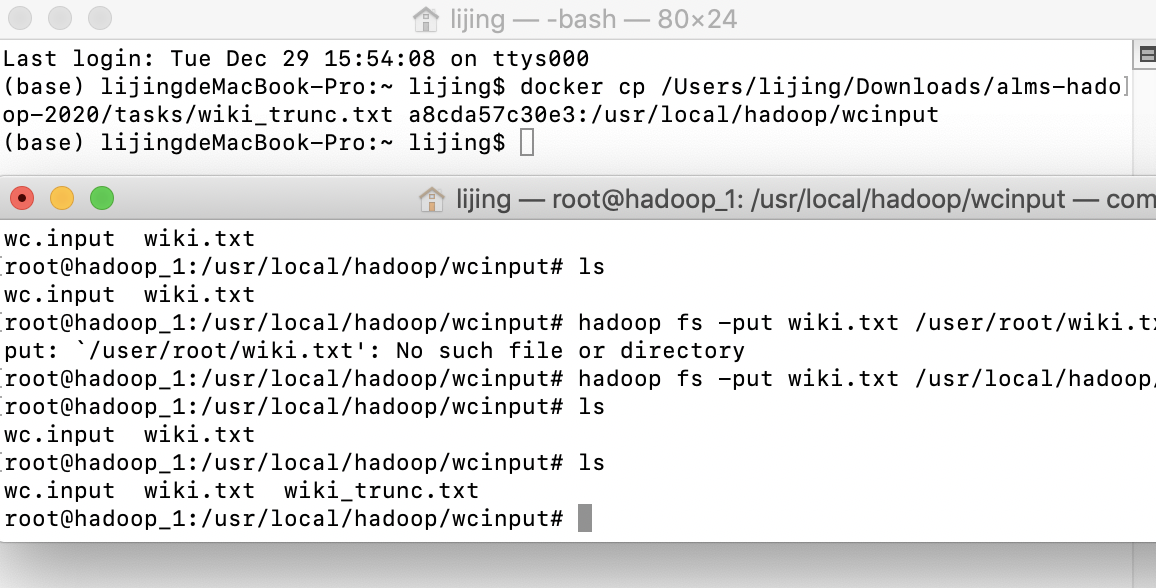 lijing — -bash — 80×24
Last login: Tue Dec 29 15:54:08 on ttys000
(base) lijingdeMacBook-Pro:~ lijing$ docker cp /Users/lijing/Downloads/alms-hado
op-2020/tasks/wiki_trunc.txt a8cda57c30e3:/usr/local/hadoop/wcinput
(base) lijingdeMacBook-Pro:~ lijing$
lijing — root@hadoop_1: /usr/local/hadoop/wcinput — com
wc.input  wiki.txt
root@hadoop_1:/usr/local/hadoop/wcinput# ls
wc.input  wiki.txt
root@hadoop_1:/usr/local/hadoop/wcinput# hadoop fs -put wiki.txt /user/root/wiki.tx
put: `/user/root/wiki.txt': No such file or directory
root@hadoop_1:/usr/local/hadoop/wcinput# hadoop fs -put wiki.txt /usr/local/hadoop/
root@hadoop_1:/usr/local/hadoop/wcinput# ls
wc.input  wiki.txt
root@hadoop_1:/usr/local/hadoop/wcinput# ls
wc.input  wiki.txt  wiki_trunc.txt
root@hadoop_1:/usr/local/hadoop/wcinput#